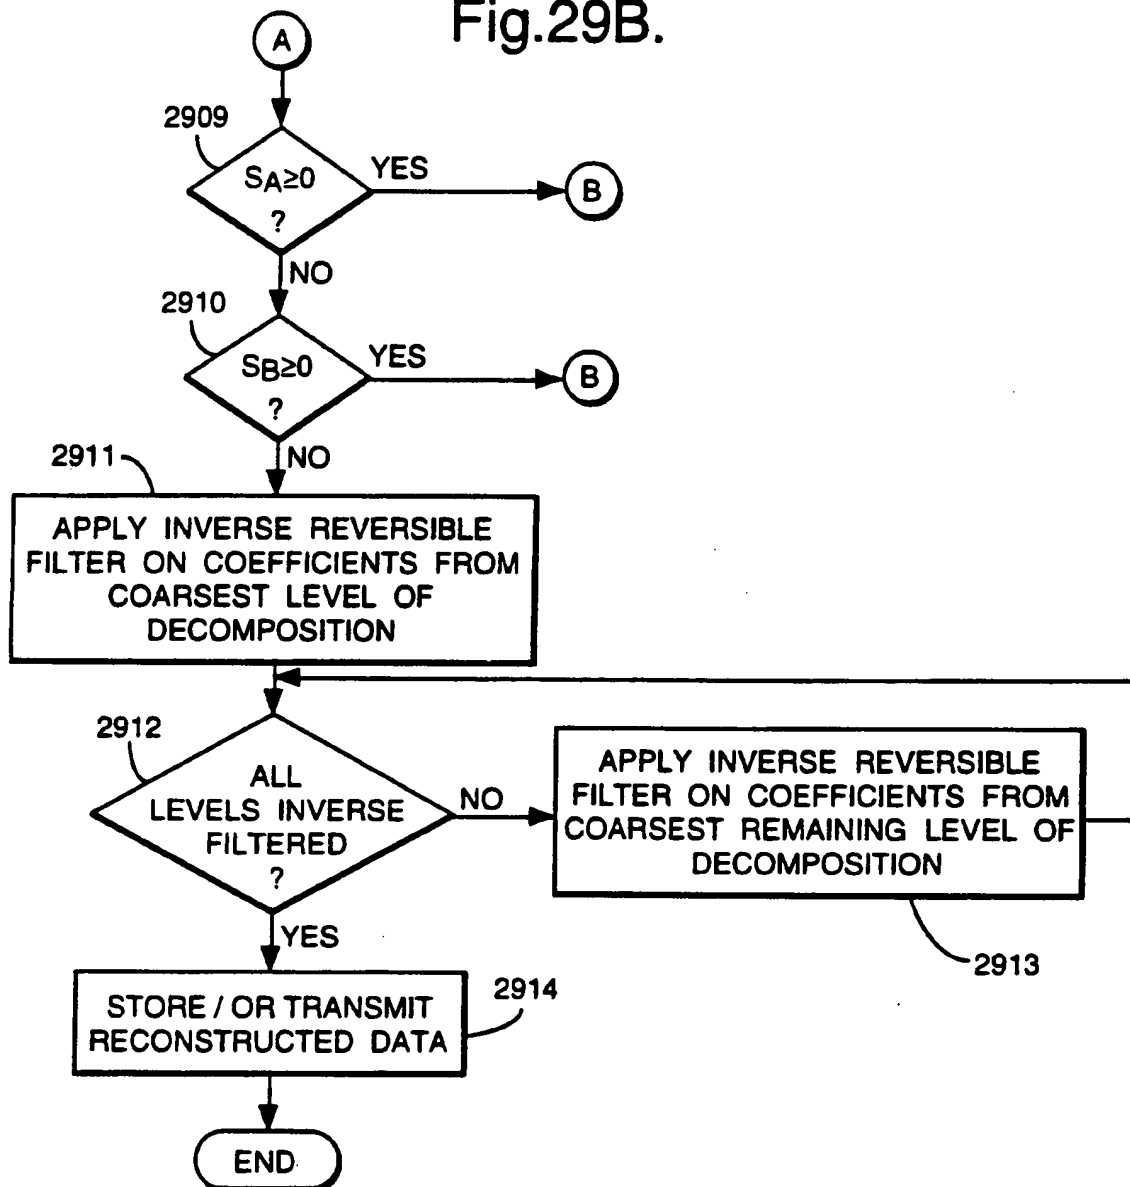 Fig.29B.
A
2909
SA≥0
?
YES
B
NO
2910
SB≥0
?
YES
B
NO
2911
APPLY INVERSE REVERSIBLE
FILTER ON COEFFICIENTS FROM
COARSEST LEVEL OF
DECOMPOSITION
2912
ALL
LEVELS INVERSE
FILTERED
?
NO
APPLY INVERSE REVERSIBLE
FILTER ON COEFFICIENTS FROM
COARSEST REMAINING LEVEL OF
DECOMPOSITION
2913
YES
STORE / OR TRANSMIT
RECONSTRUCTED DATA
2914
END